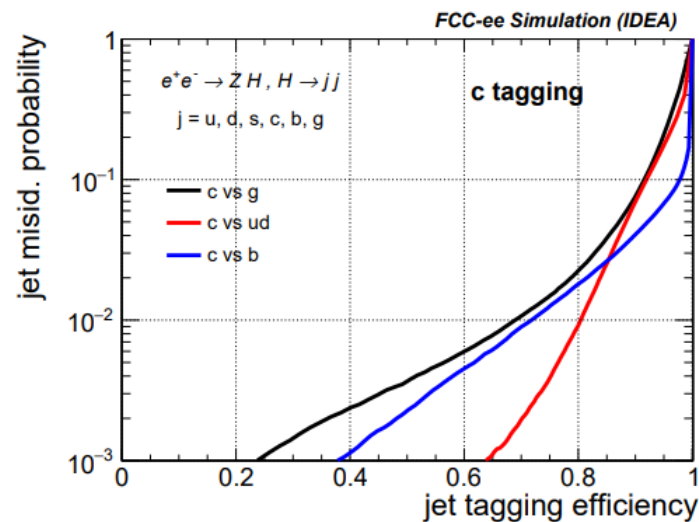 FCC-ee Simulation (IDEA)
jet misid. probability
1
10⁻¹
10⁻²
10⁻³
e⁺e⁻ → Z H , H → j j
j = u, d, s, c, b, g
c tagging
c vs g
c vs ud
c vs b
0 0.2 0.4 0.6 0.8 1
jet tagging efficiency